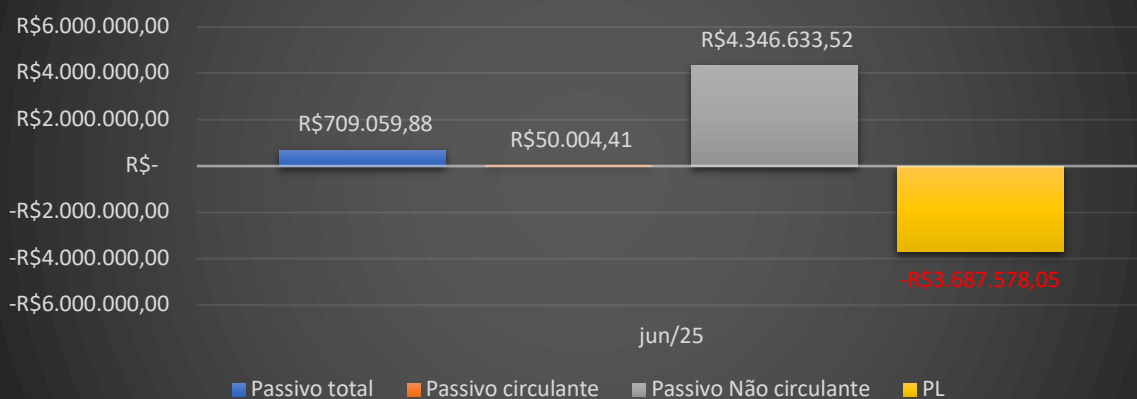 R$6.000.000,00
R$4.000.000,00
R$2.000.000,00
R$-
-R$2.000.000,00
-R$4.000.000,00
-R$6.000.000,00
R$709.059,88
R$50.004,41
R$4.346.633,52
-R$3.687.578,05
jun/25
Passivo total
Passivo circulante
Passivo Não circulante
PL